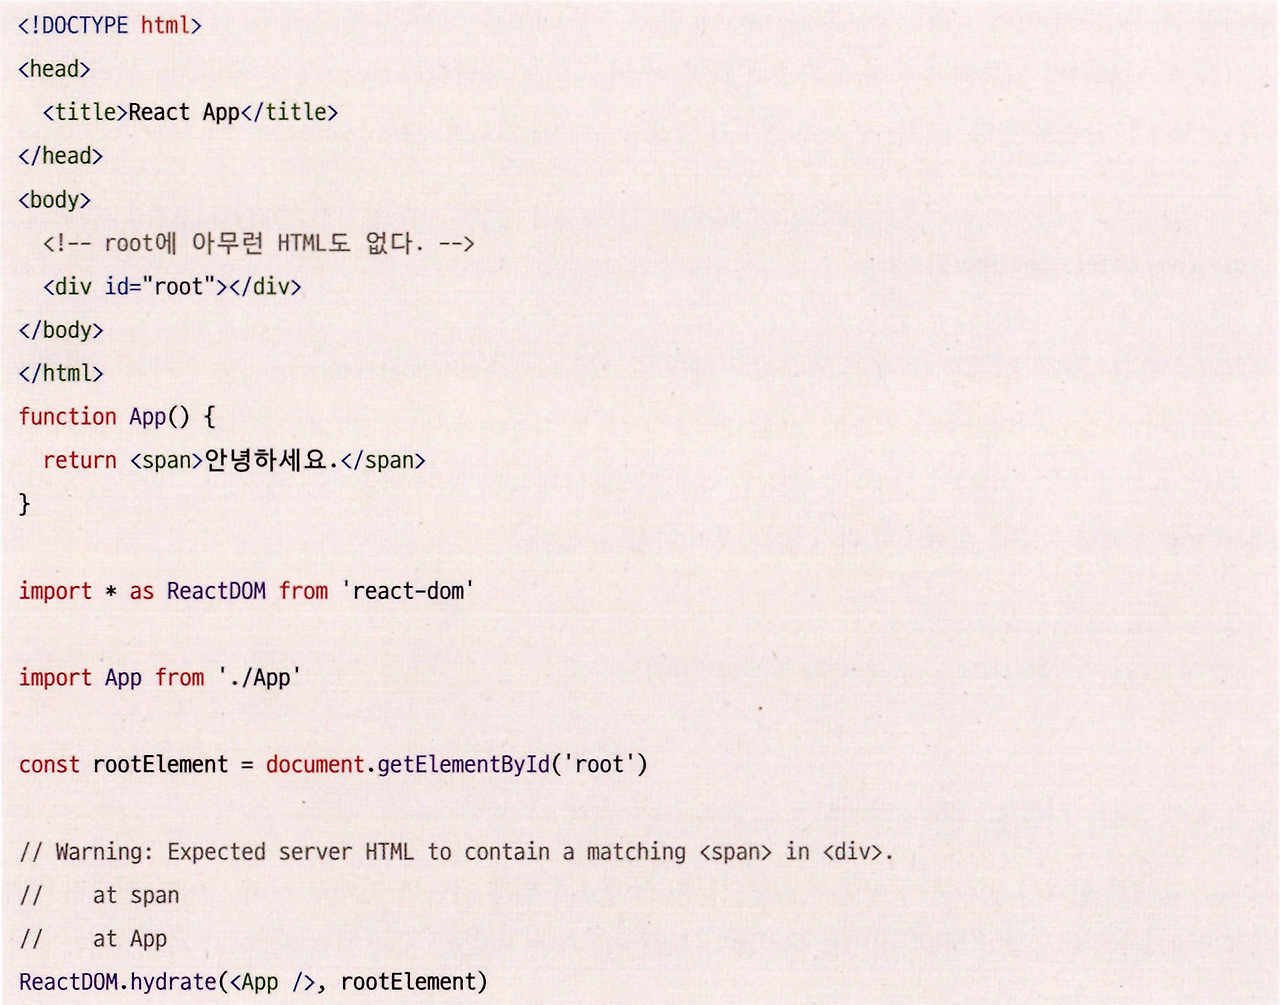 <!DOCTYPE html>
<head>
  <title>React App</title>
</head>
<body>
  <!-- root에 아무런 HTML도 없다. -->
  <div id="root"></div>
</body>
</html>
function App() {
  return <span>안녕하세요.</span>
}
import * as ReactDOM from 'react-dom'
import App from './App'
const rootElement = document.getElementById('root')
// Warning: Expected server HTML to contain a matching <span> in <div>.
//    at span
//    at App
ReactDOM.hydrate(<App />, rootElement)